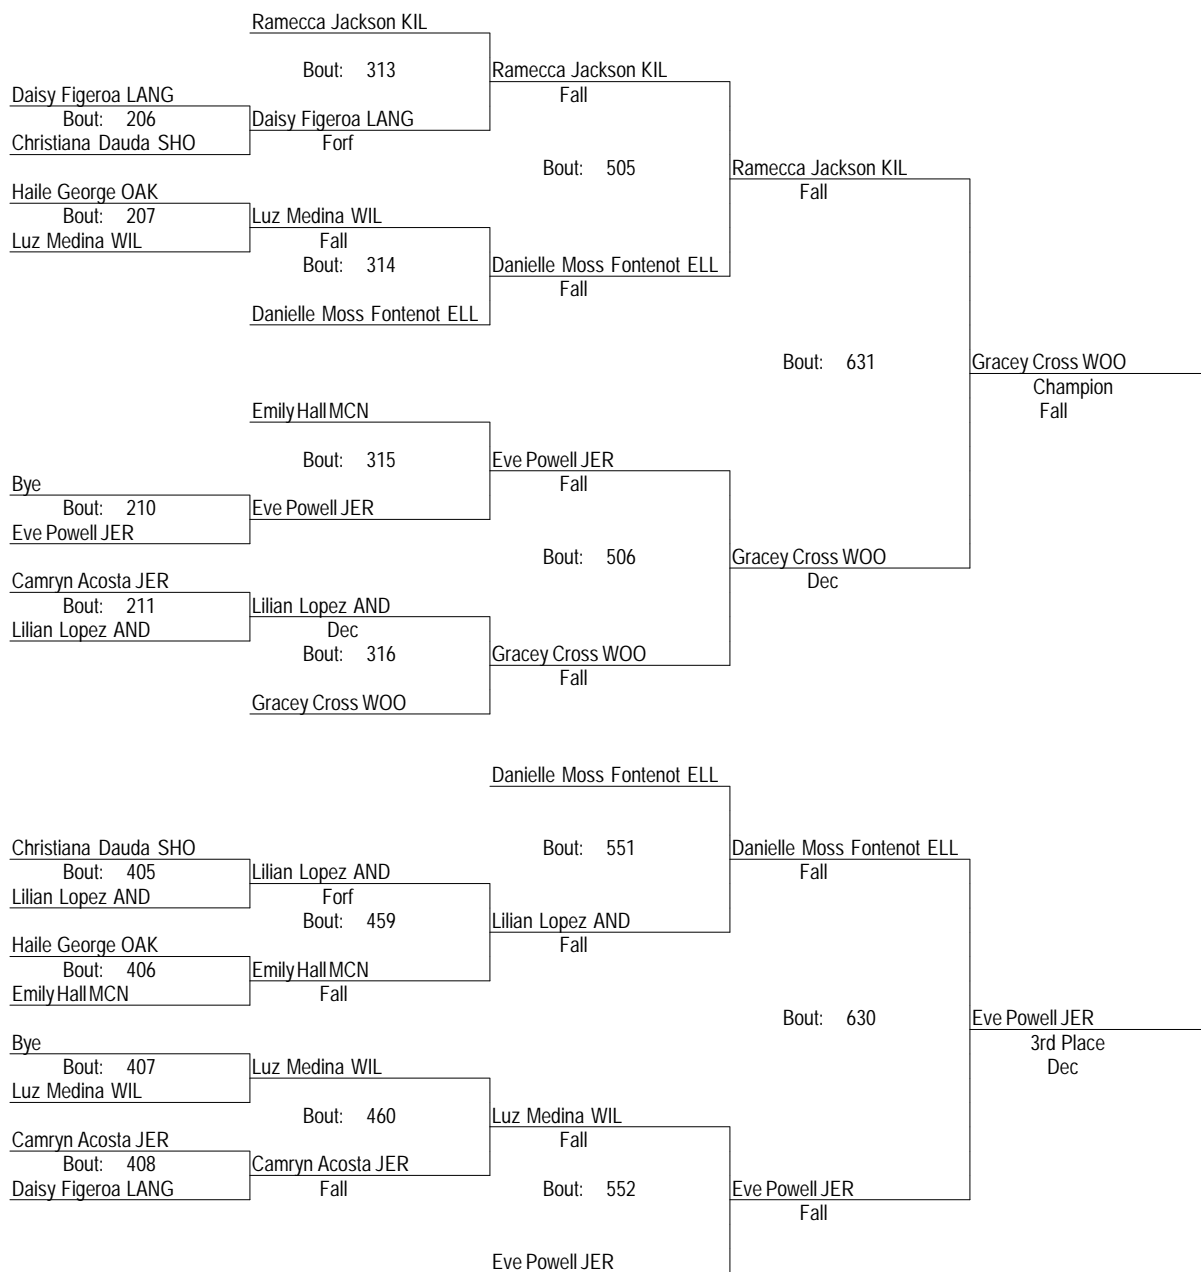 Ramecca Jackson KIL
Bout: 313
Ramecca Jackson KIL
Fall
Daisy Figeroa LANG
Bout: 206
Daisy Figeroa LANG
Christiana Dauda SHO
Forf
Bout: 505
Ramecca Jackson KIL
Fall
Haile George OAK
Bout: 207
Luz Medina WIL
Luz Medina WIL
Fall
Bout: 314
Danielle Moss Fontenot ELL
Fall
Danielle Moss Fontenot ELL
Bout: 631
Gracey Cross WOO
Champion
Fall
Emily Hall MCN
Bout: 315
Eve Powell JER
Fall
Bye
Bout: 210
Eve Powell JER
Eve Powell JER
Bout: 506
Gracey Cross WOO
Dec
Camryn Acosta JER
Bout: 211
Lilian Lopez AND
Lilian Lopez AND
Dec
Bout: 316
Gracey Cross WOO
Fall
Gracey Cross WOO
Danielle Moss Fontenot ELL
Christiana Dauda SHO
Bout: 551
Danielle Moss Fontenot ELL
Bout: 405
Lilian Lopez AND
Fall
Lilian Lopez AND
Forf
Bout: 459
Lilian Lopez AND
Fall
Haile George OAK
Bout: 406
Emily Hall MCN
Emily Hall MCN
Fall
Bout: 630
Eve Powell JER
3rd Place
Dec
Bye
Bout: 407
Luz Medina WIL
Luz Medina WIL
Bout: 460
Luz Medina WIL
Fall
Camryn Acosta JER
Bout: 408
Camryn Acosta JER
Daisy Figeroa LANG
Fall
Bout: 552
Eve Powell JER
Fall
Eve Powell JER